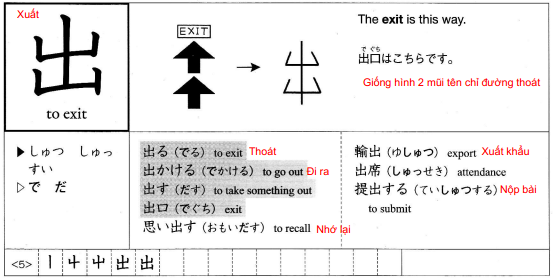 Xuất
出
to exit
EXIT
The exit is this way.
で ぐち
出口はこちらです。
Giống hình 2 mũi tên chỉ đường thoát
▶しゅつ しゅっ
すい
▷で だ
出る（でる） to exit Thoát
出かける（でかける） to go out Đi ra
出す（だす） to take something out
出口（でぐち） exit
思い出す（おもいだす） to recall Nhớ lại
輸出（ゆしゅつ） export Xuất khẩu
出席（しゅっせき） attendance
提出する（ていしゅつする） Nộp bài
to submit
<5> 丨 屮 中 出 出